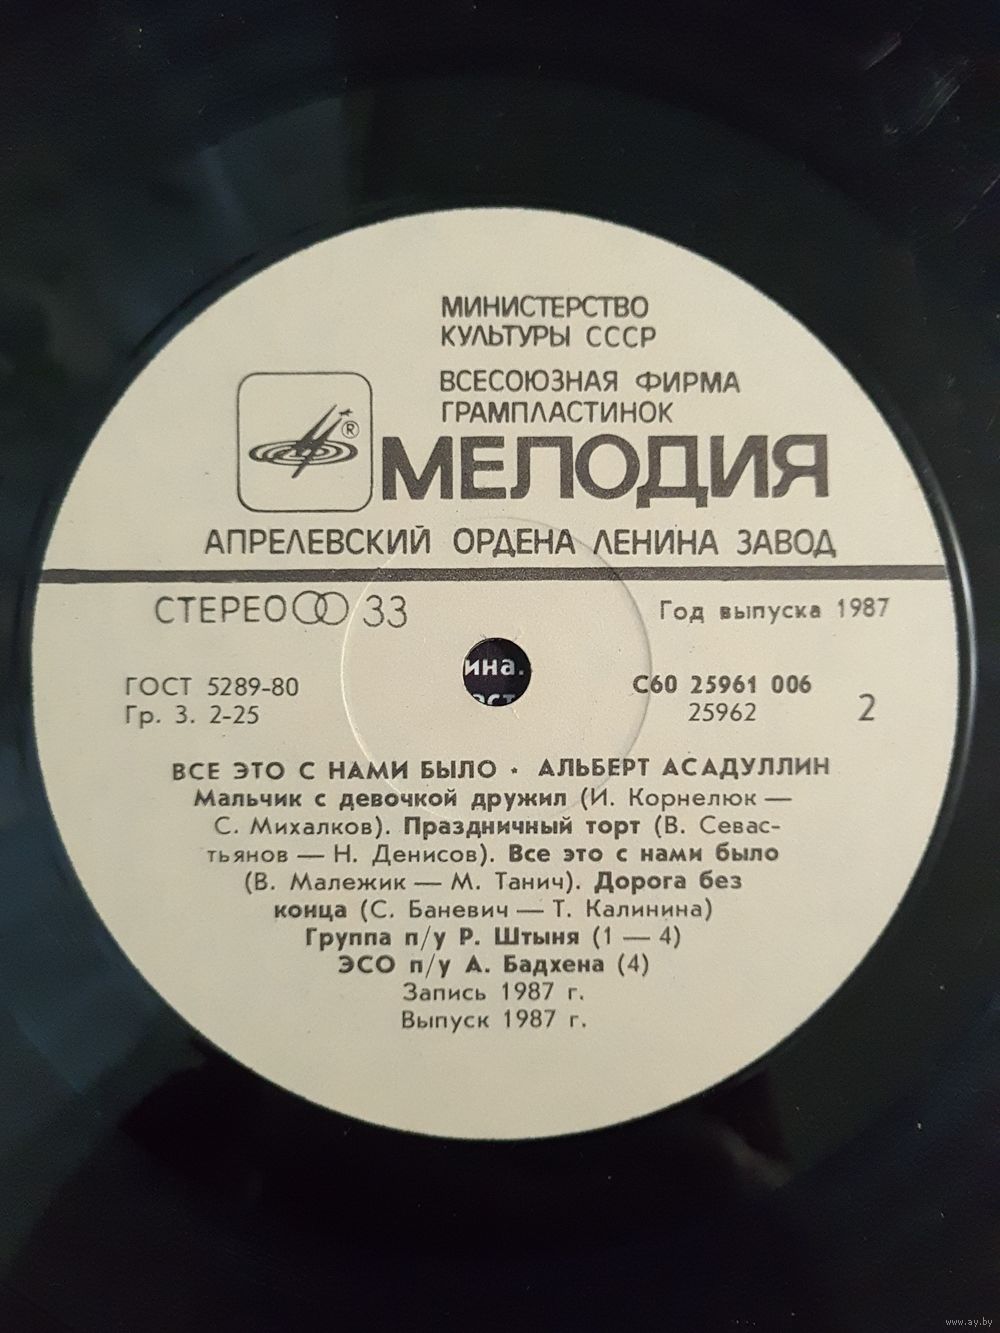 МИНИСТЕРСТВО
КУЛЬТУРЫ СССР
ВСЕСОЮЗНАЯ ФИРМА
ГРАМПЛАСТИНОК
®
МЕЛОДИЯ
АПРЕЛЕВСКИЙ ОРДЕНА ЛЕНИНА ЗАВОД
СТЕРЕО 33
Год выпуска 1987
ина.
ГОСТ 5289-80
Гр. 3. 2-25
С60 25961 006
25962
2
ВСЕ ЭТО С НАМИ БЫЛО • АЛЬБЕРТ АСАДУЛЛИН
Мальчик с девочкой дружил (И. Корнелюк —
С. Михалков). Праздничный торт (В. Севас-
тьянов — Н. Денисов). Все это с нами было
(В. Малежик — М. Танич). Дорога без
конца (С. Баневич — Т. Калинина)
Группа п/у Р. Штыня (1 — 4)
ЭСО п/у А. Бадхена (4)
Запись 1987 г.
Выпуск 1987 г.
www.ay.by